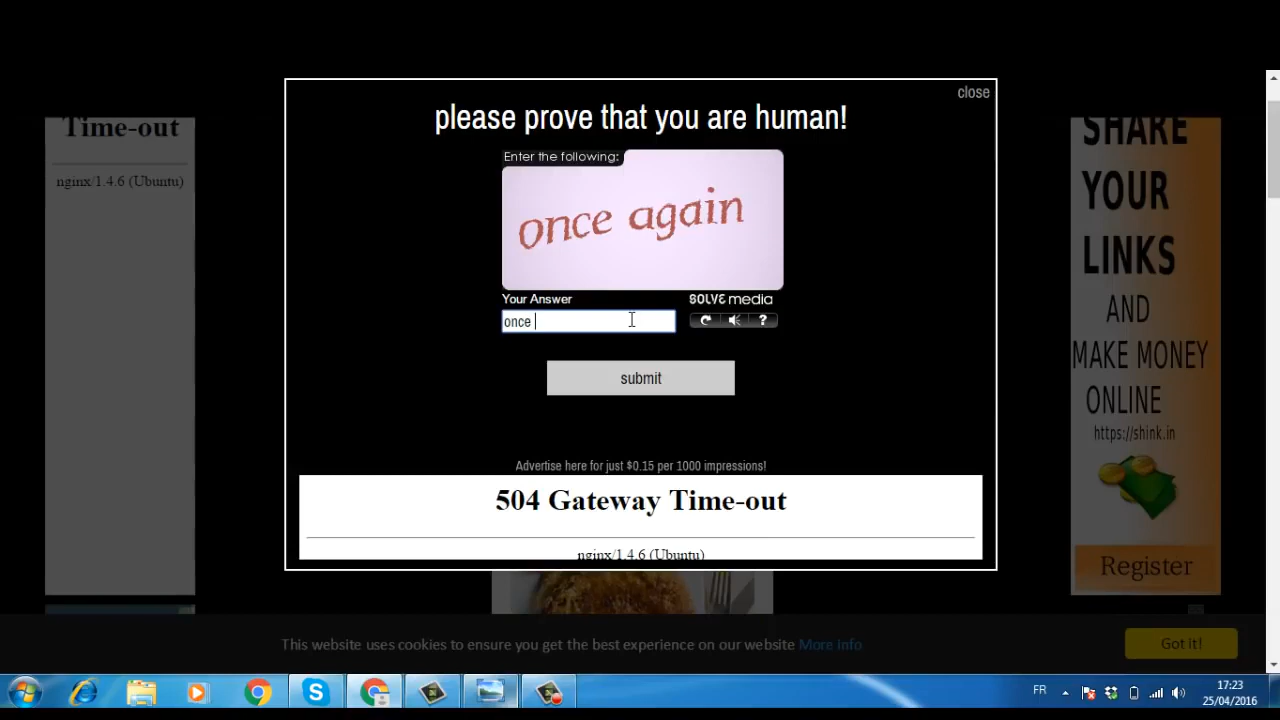 close
please prove that you are human!
Enter the following:
once again
Your Answer
SOLVE media
once
?
submit
Advertise here for just $0.15 per 1000 impressions!
504 Gateway Time-out
nginx/1.4.6 (Ubuntu)
Time-out
nginx/1.4.6 (Ubuntu)
SHARE
YOUR
LINKS
AND
MAKE MONEY
ONLINE
https://shink.in
Register
This website uses cookies to ensure you get the best experience on our website More info
Got it!
FR
17:23
25/04/2016